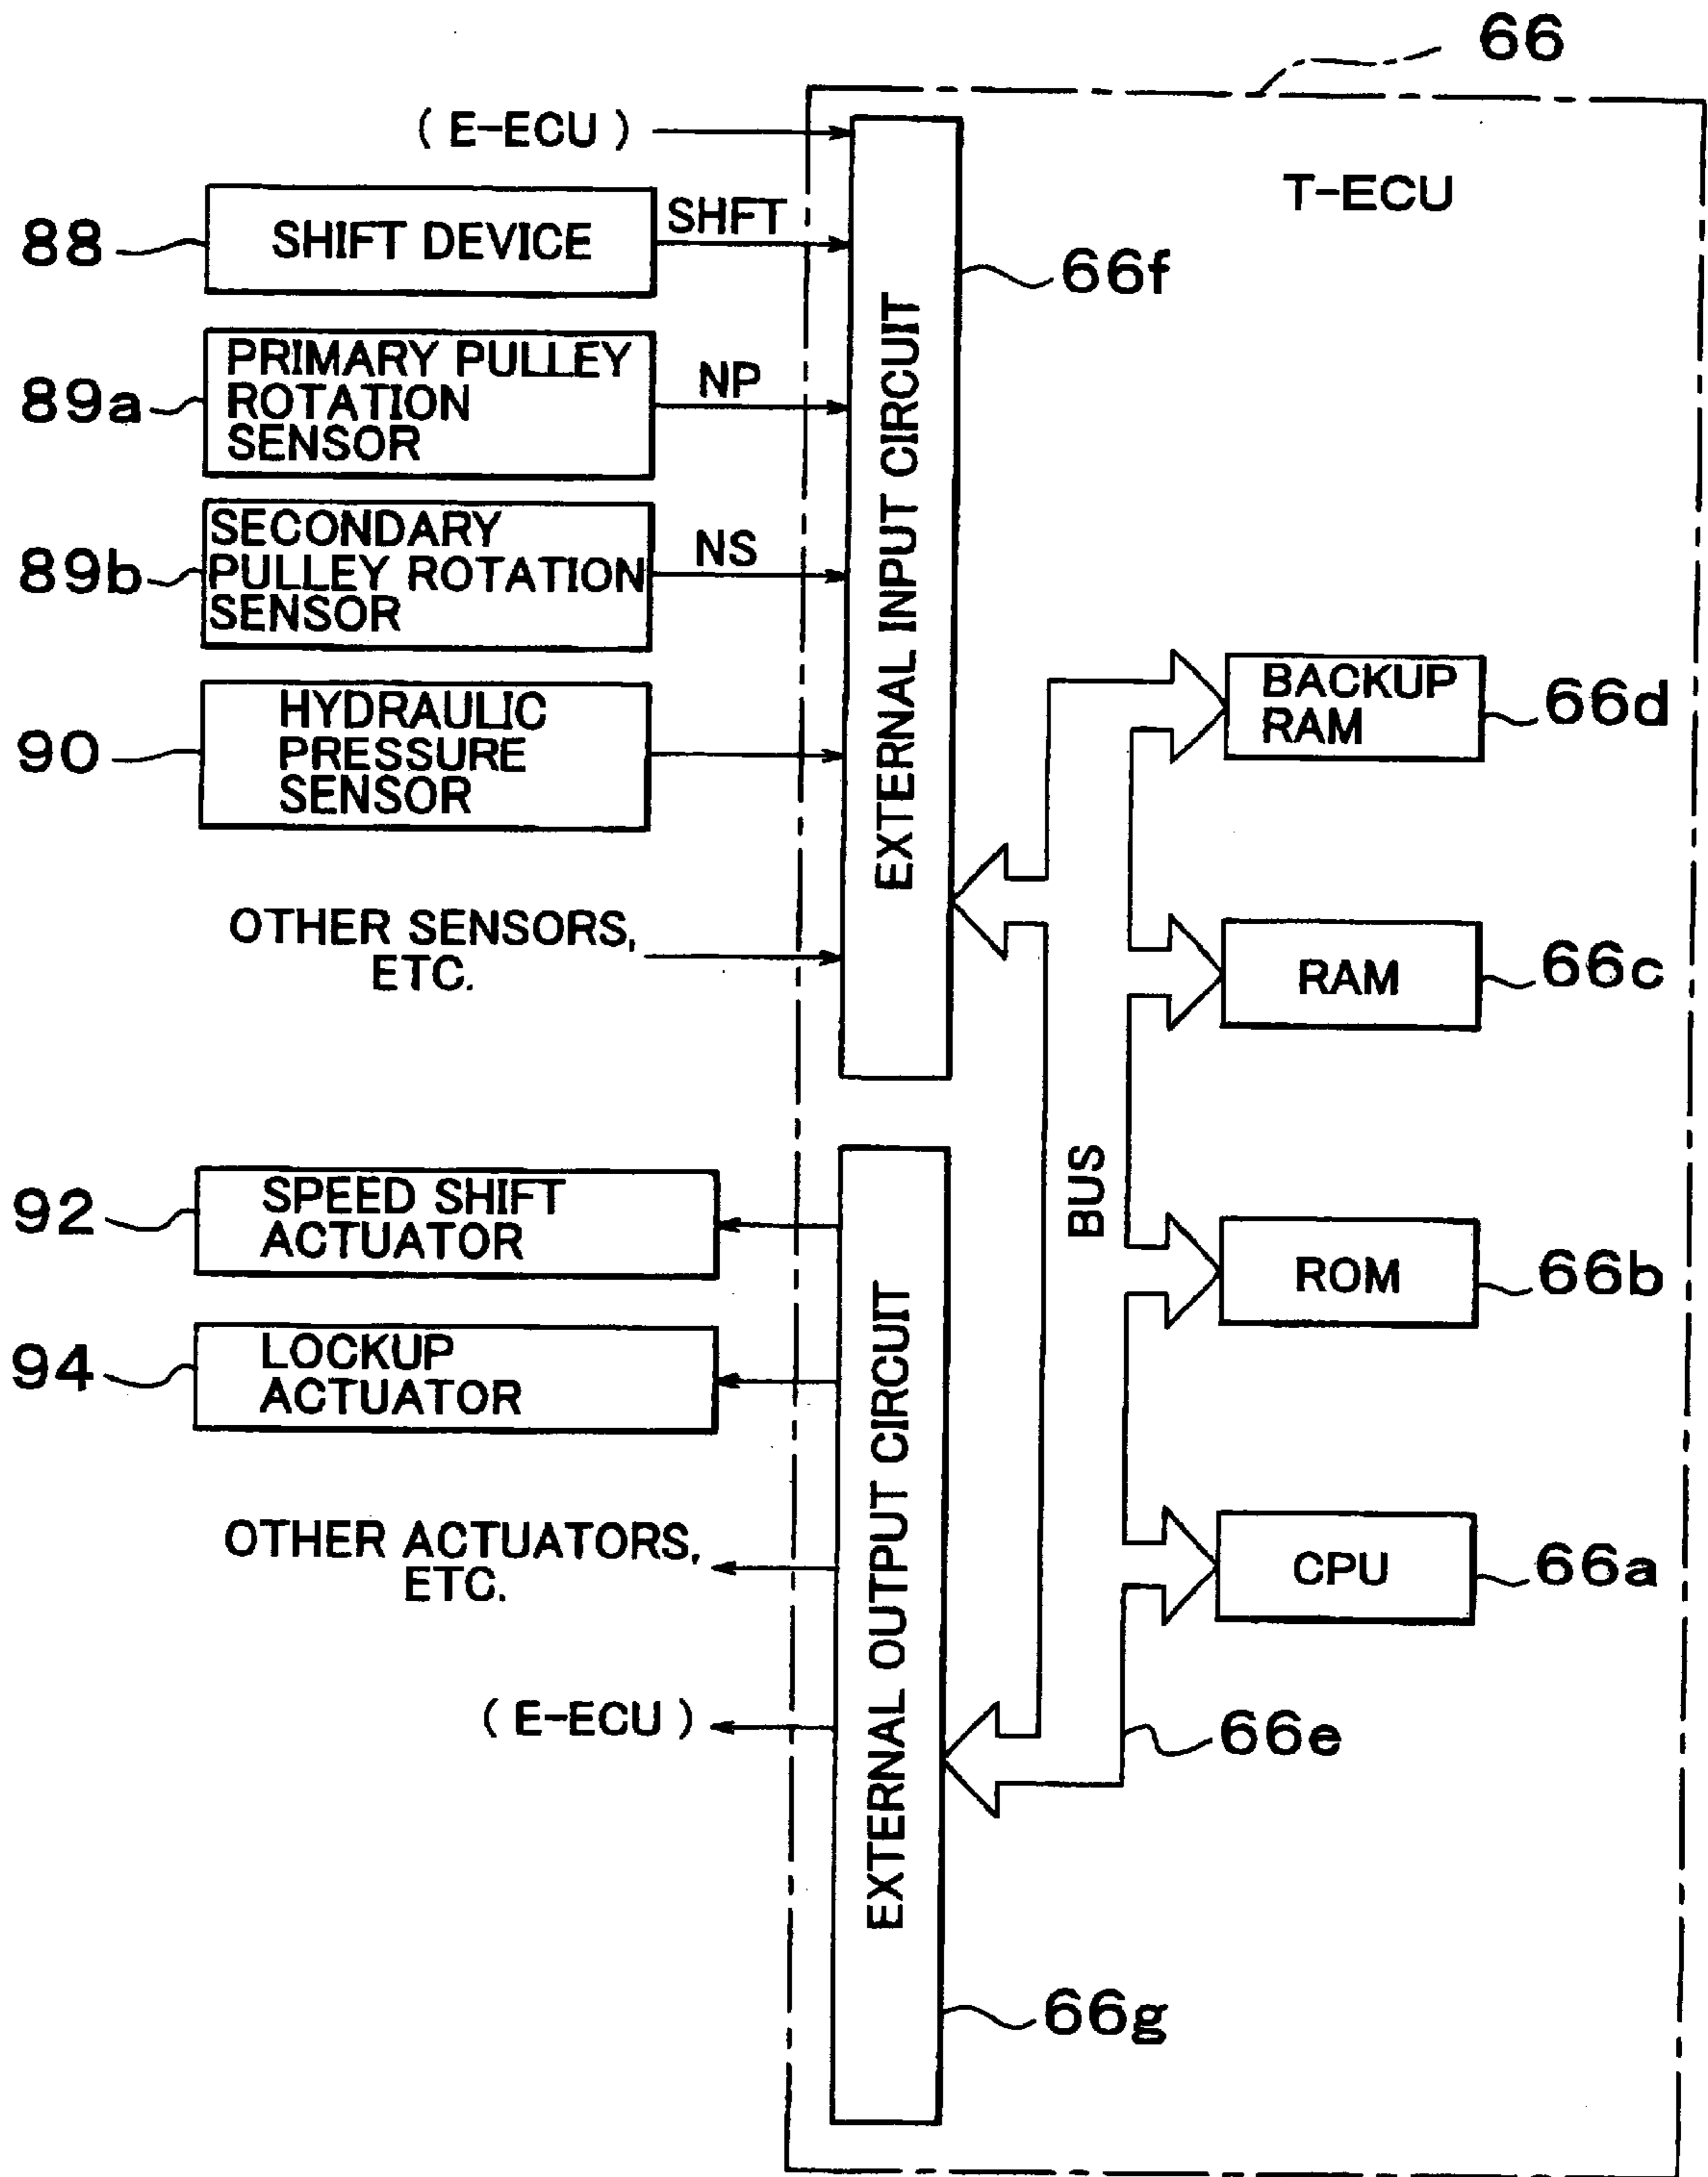 66
( E-ECU )
T-ECU
88
SHIFT DEVICE
SHFT
66f
89a
PRIMARY PULLEY
ROTATION
SENSOR
NP
EXTERNAL INPUT CIRCUIT
89b
SECONDARY
PULLEY ROTATION
SENSOR
NS
90
HYDRAULIC
PRESSURE
SENSOR
BACKUP
RAM
66d
OTHER SENSORS,
ETC.
RAM
66c
BUS
92
SPEED SHIFT
ACTUATOR
ROM
66b
94
LOCKUP
ACTUATOR
EXTERNAL OUTPUT CIRCUIT
OTHER ACTUATORS,
ETC.
CPU
66a
( E-ECU )
66e
66g